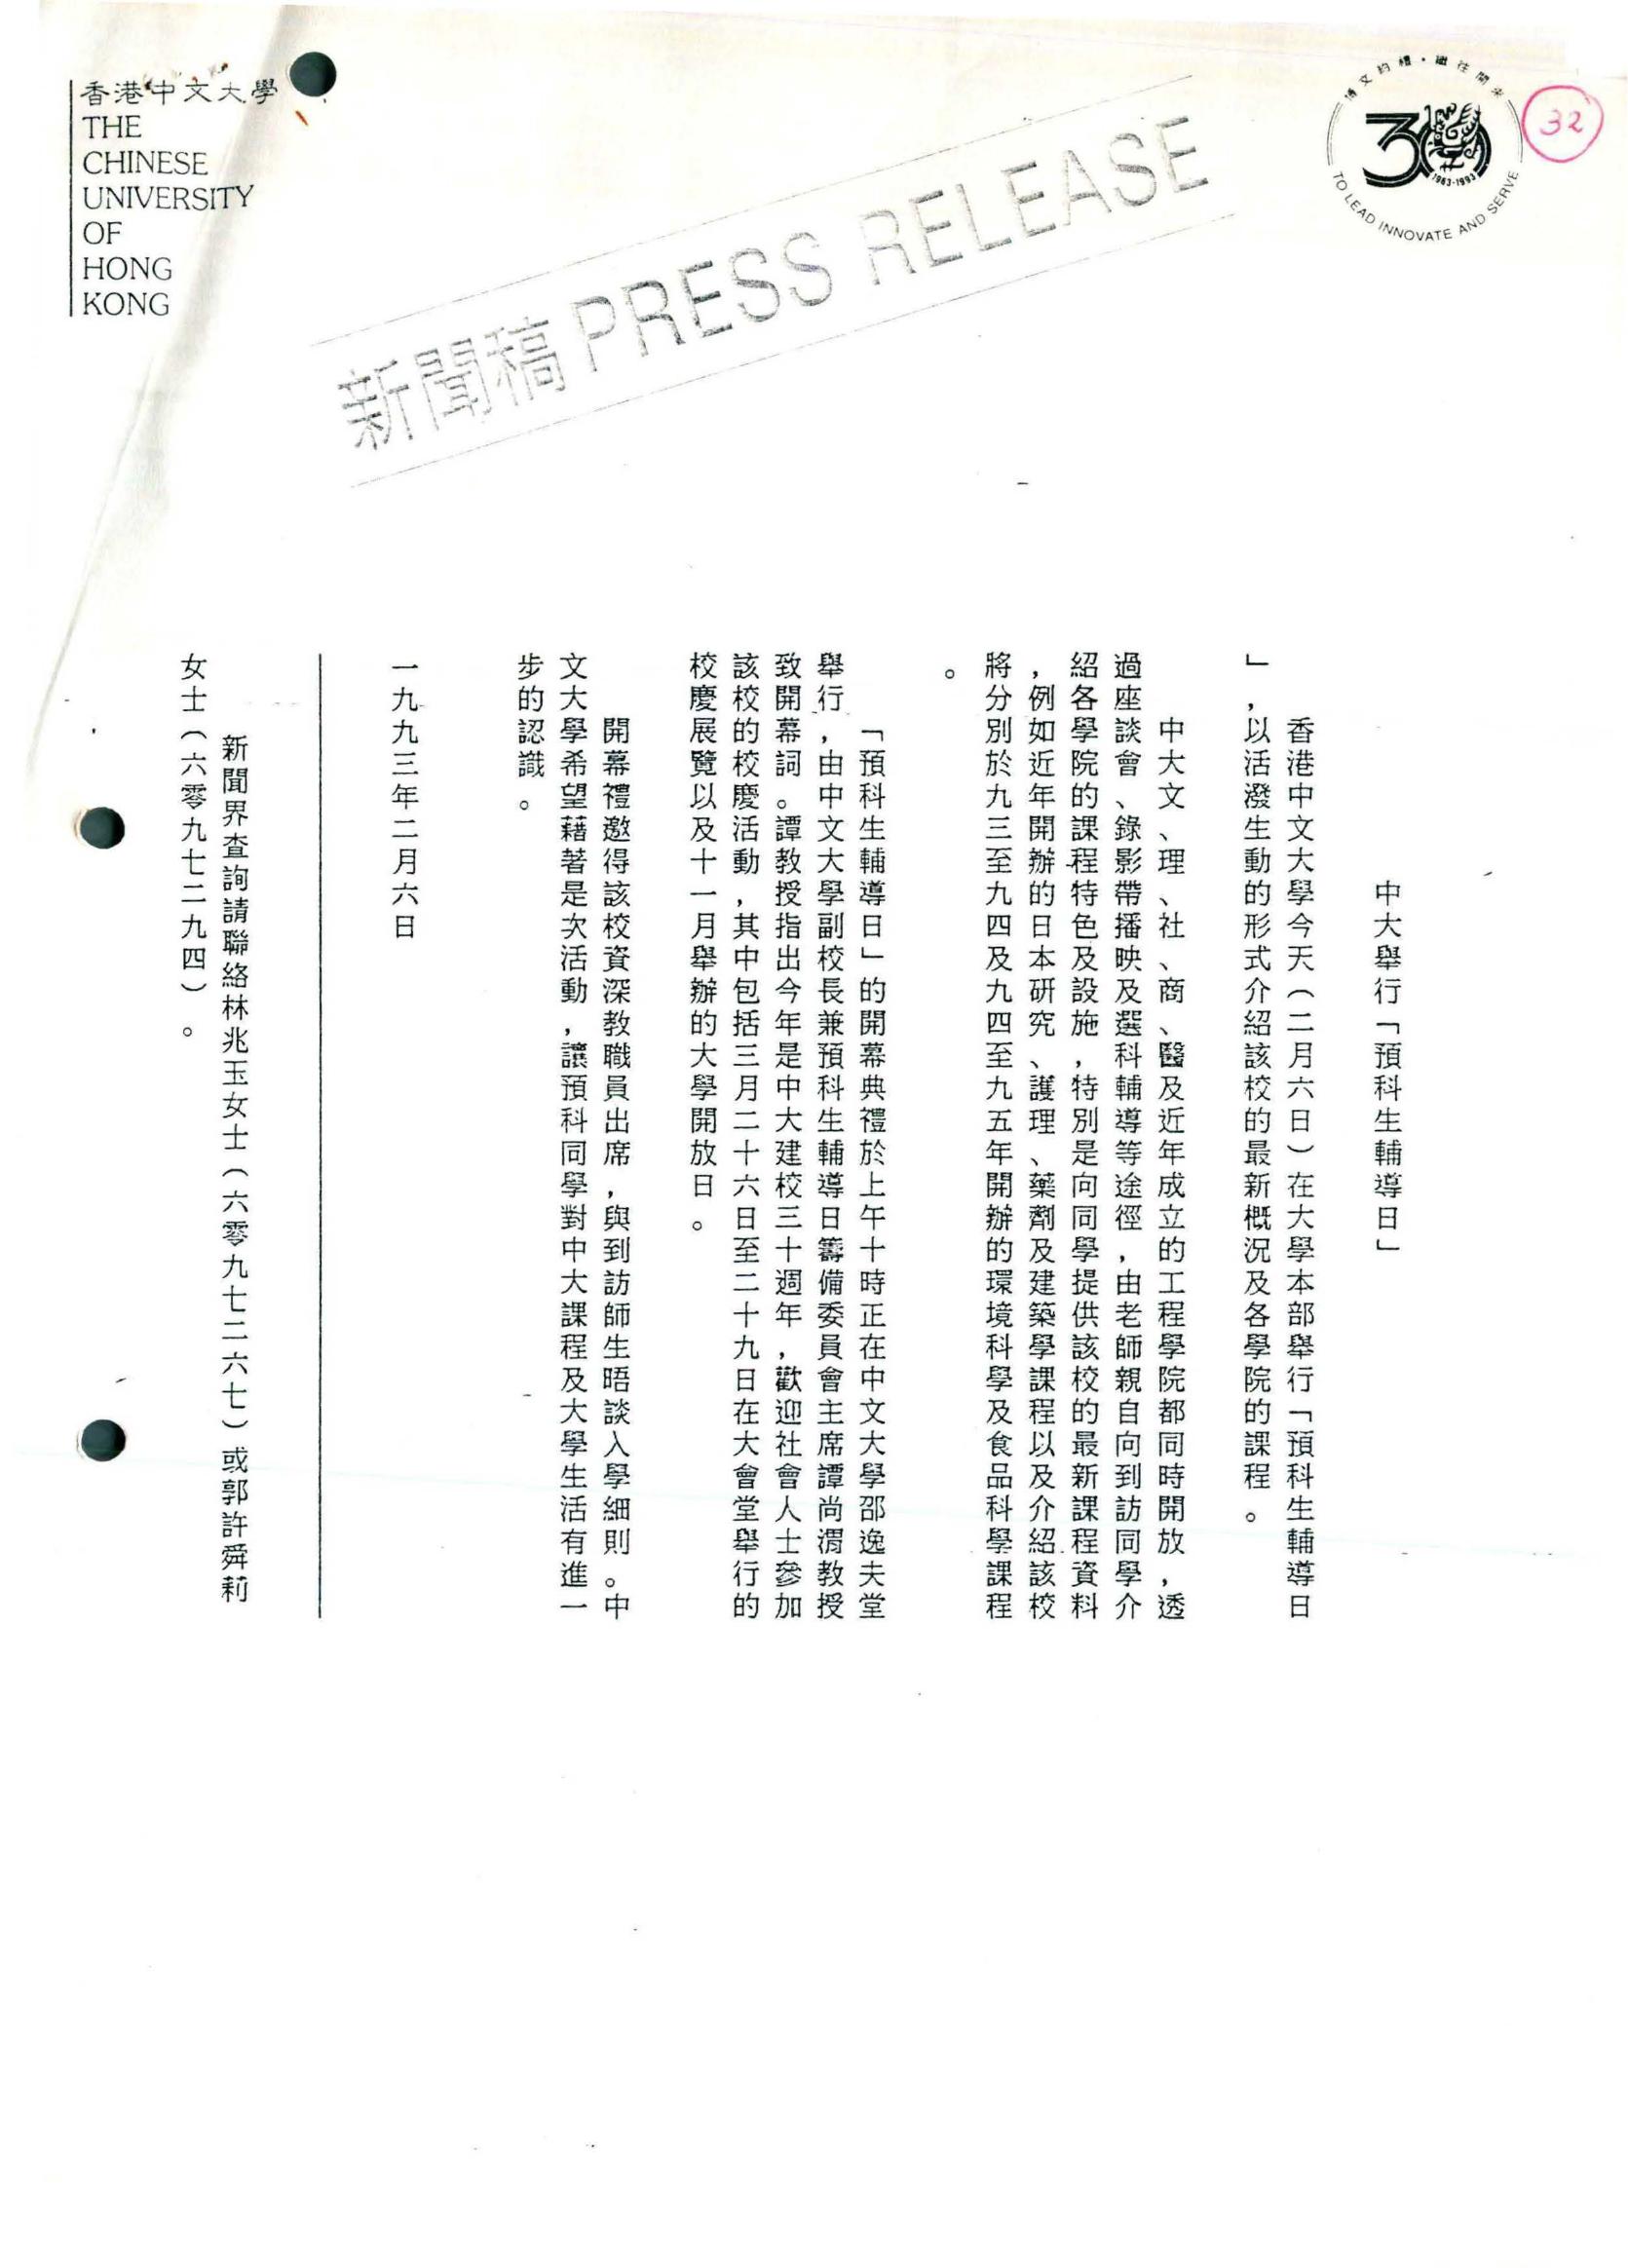 香港中文大學
THE
CHINESE
UNIVERSITY
OF
HONG
KONG
新聞稿 PRESS RELEASE
博文約禮·繼往開來
30
1963-1993
TO LEAD INNOVATE AND SERVE
32
中大舉行「預科生輔導日」
香港中文大學今天（二月六日）在大學本部舉行「預科生輔導日
」，以活潑生動的形式介紹該校的最新概況及各學院的課程。
中大文、理、社、商、醫及近年成立的工程學院都同時開放，透
過座談會、錄影帶播映及選科輔導等途徑，由老師親自向到訪同學介
紹各學院的課程特色及設施，特別是向同學提供該校的最新課程資料
，例如近年開辦的日本研究、護理、藥劑及建築學課程以及介紹該校
將分別於九三至九四及九四至九五年開辦的環境科學及食品科學課程
。
「預科生輔導日」的開幕典禮於上午十時正在中文大學邵逸夫堂
舉行，由中文大學副校長兼預科生輔導日籌備委員會主席譚尚渭教授
致開幕詞。譚教授指出今年是中大建校三十週年，歡迎社會人士參加
該校的校慶活動，其中包括三月二十六日至二十九日在大會堂舉行的
校慶展覽以及十一月舉辦的大學開放日。
開幕禮邀得該校資深教職員出席，與到訪師生晤談入學細則。中
文大學希望藉著是次活動，讓預科同學對中大課程及大學生活有進一
步的認識。
一九九三年二月六日
新聞界查詢請聯絡林兆玉女士（六零九七二六七）或郭許舜莉
女士（六零九七二九四）。